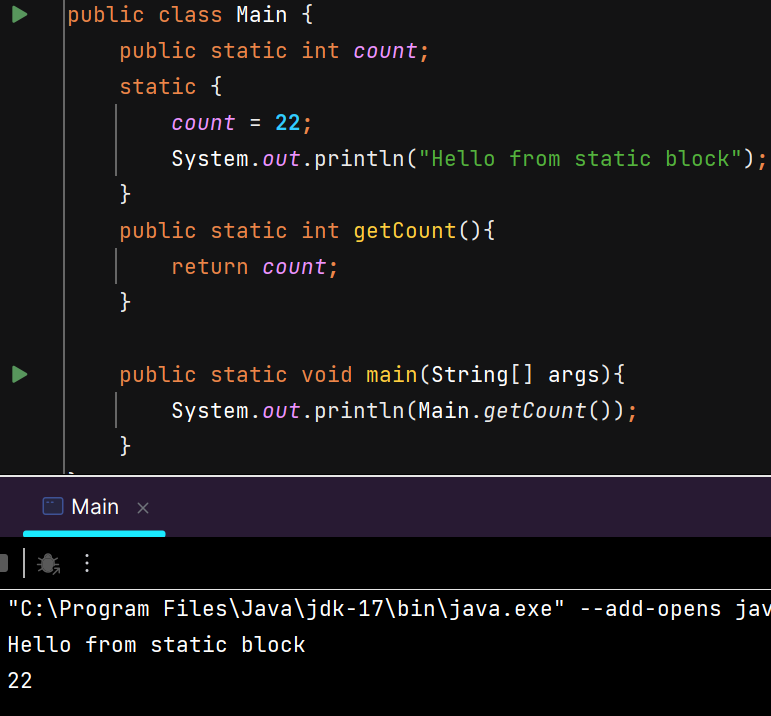 public class Main {
public static int count;
static {
count = 22;
System.out.println("Hello from static block");
}
public static int getCount(){
return count;
}
public static void main(String[] args){
System.out.println(Main.getCount());
}
Main ×
"C:\Program Files\Java\jdk-17\bin\java.exe" --add-opens jav
Hello from static block
22